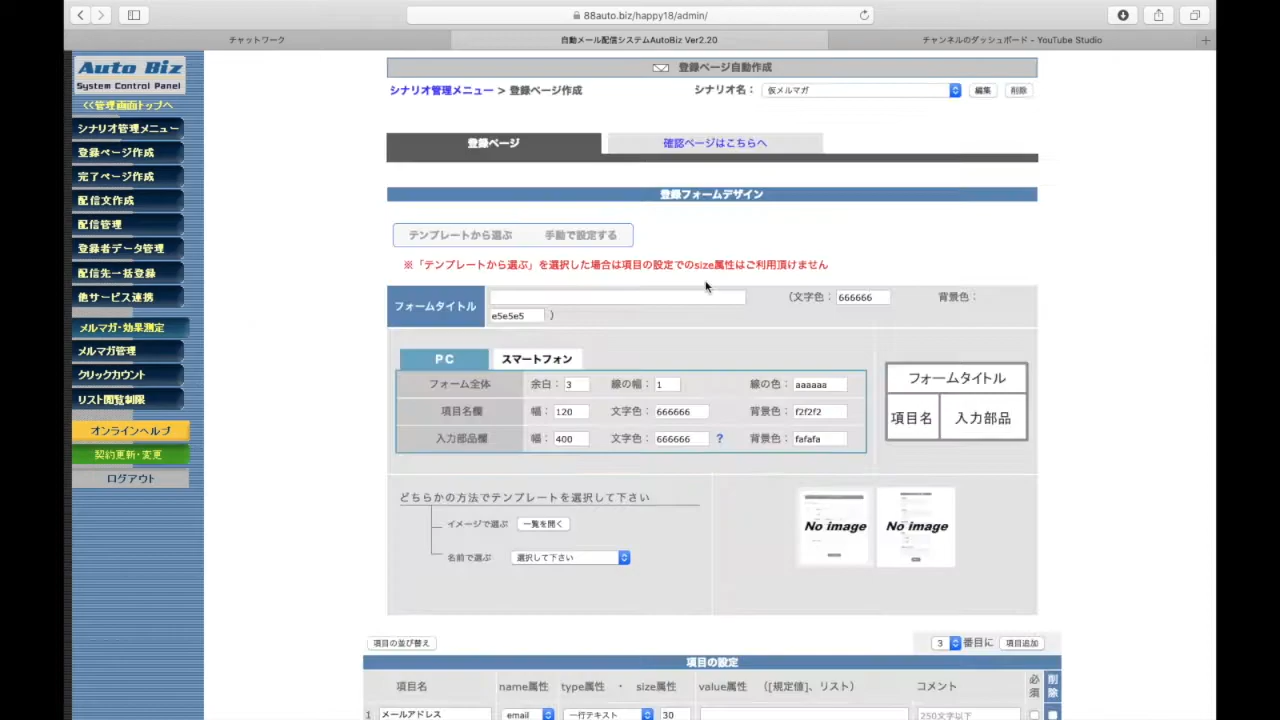 88auto.biz/happy18/admin/
チャットワーク
自動メール配信システムAutoBiz Ver2.20
チャンネルのダッシュボード - YouTube Studio
Auto Biz
System Control Panel
<<管理画面トップへ
シナリオ管理メニュー
登録ページ作成
完了ページ作成
配信文作成
配信管理
登録者データ管理
配信先一括登録
他サービス連携
メルマガ・効果測定
メルマガ管理
クリックカウント
リスト閲覧制限
オンラインヘルプ
契約更新・変更
ログアウト
登録ページ自動作成
シナリオ管理メニュー > 登録ページ作成
シナリオ名： 仮メルマガ 編集 削除
登録ページ 確認ページはこちらへ
登録フォームデザイン
テンプレートから選ぶ 手動で設定する
※「テンプレートから選ぶ」を選択した場合は項目の設定でのsize属性はご利用頂けません
フォームタイトル （文字色： 666666 背景色：
e5e5e5 ）
PC スマートフォン
フォーム全体 余白： 3 線の幅： 1 線の色： aaaaaa
項目名欄 幅： 120 文字色： 666666 背景色： f2f2f2
入力部品欄 幅： 400 文字色： 666666 ? 背景色： fafafa
フォームタイトル
項目名 入力部品
どちらかの方法でテンプレートを選択して下さい
イメージで選ぶ 一覧を開く
名前で選ぶ 選択して下さい
No image No image
項目の並び替え 3 番目に 項目追加
項目の設定
項目名 name属性 type属性 ・ size属性 value属性 （[規定値]、リスト） コメント 必須 削除
1 メールアドレス email 一行テキスト 30 250文字以下